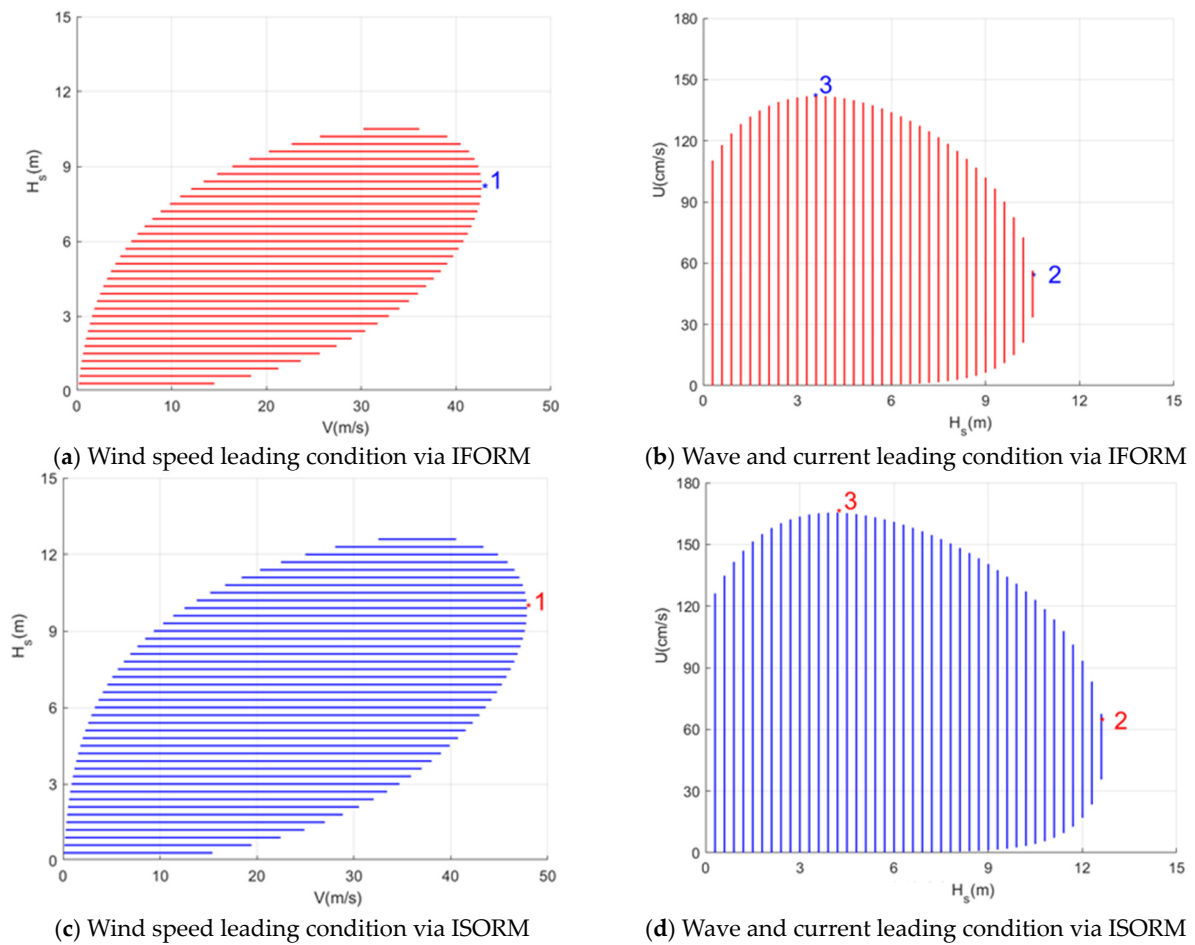 15
12
9
6
3
0
H_s(m)
1
0 10 20 30 40 50
V(m/s)
(a) Wind speed leading condition via IFORM
180
150
120
90
60
30
0
U(cm/s)
3
2
0 3 6 9 12 15
H_s(m)
(b) Wave and current leading condition via IFORM
15
12
9
6
3
0
H_s(m)
1
0 10 20 30 40 50
V(m/s)
(c) Wind speed leading condition via ISORM
180
150
120
90
60
30
0
U(cm/s)
3
2
0 3 6 9 12 15
H_s(m)
(d) Wave and current leading condition via ISORM